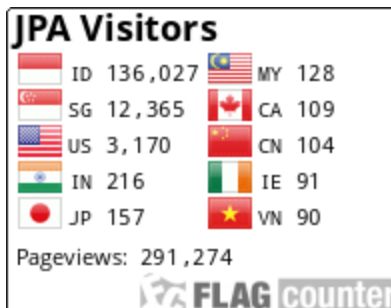 JPA Visitors
ID 136,027 MY 128
SG 12,365 CA 109
US 3,170 CN 104
IN 216 IE 91
JP 157 VN 90
Pageviews: 291,274
FLAG counter